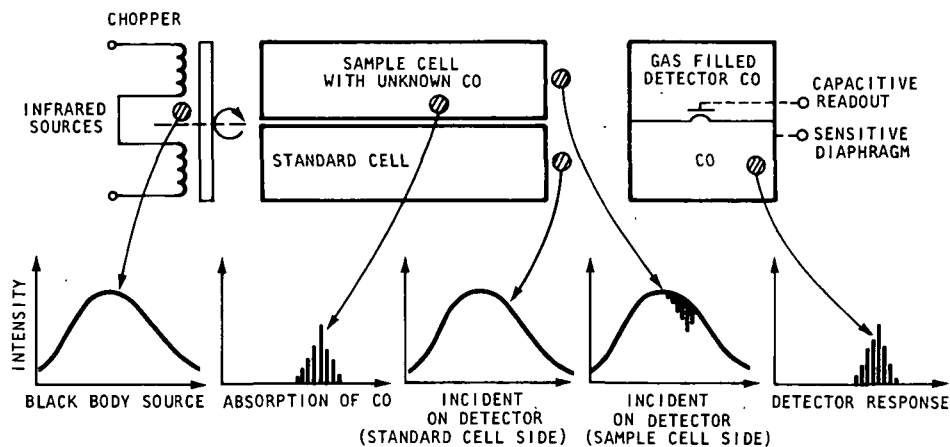 CHOPPER
INFRARED
SOURCES
SAMPLE CELL
WITH UNKNOWN CO
STANDARD CELL
GAS FILLED
DETECTOR CO
CO
CAPACITIVE
READOUT
SENSITIVE
DIAPHRAGM
INTENSITY
BLACK BODY SOURCE
ABSORPTION OF CO
INCIDENT
ON DETECTOR
(STANDARD CELL SIDE)
INCIDENT
ON DETECTOR
(SAMPLE CELL SIDE)
DETECTOR RESPONSE